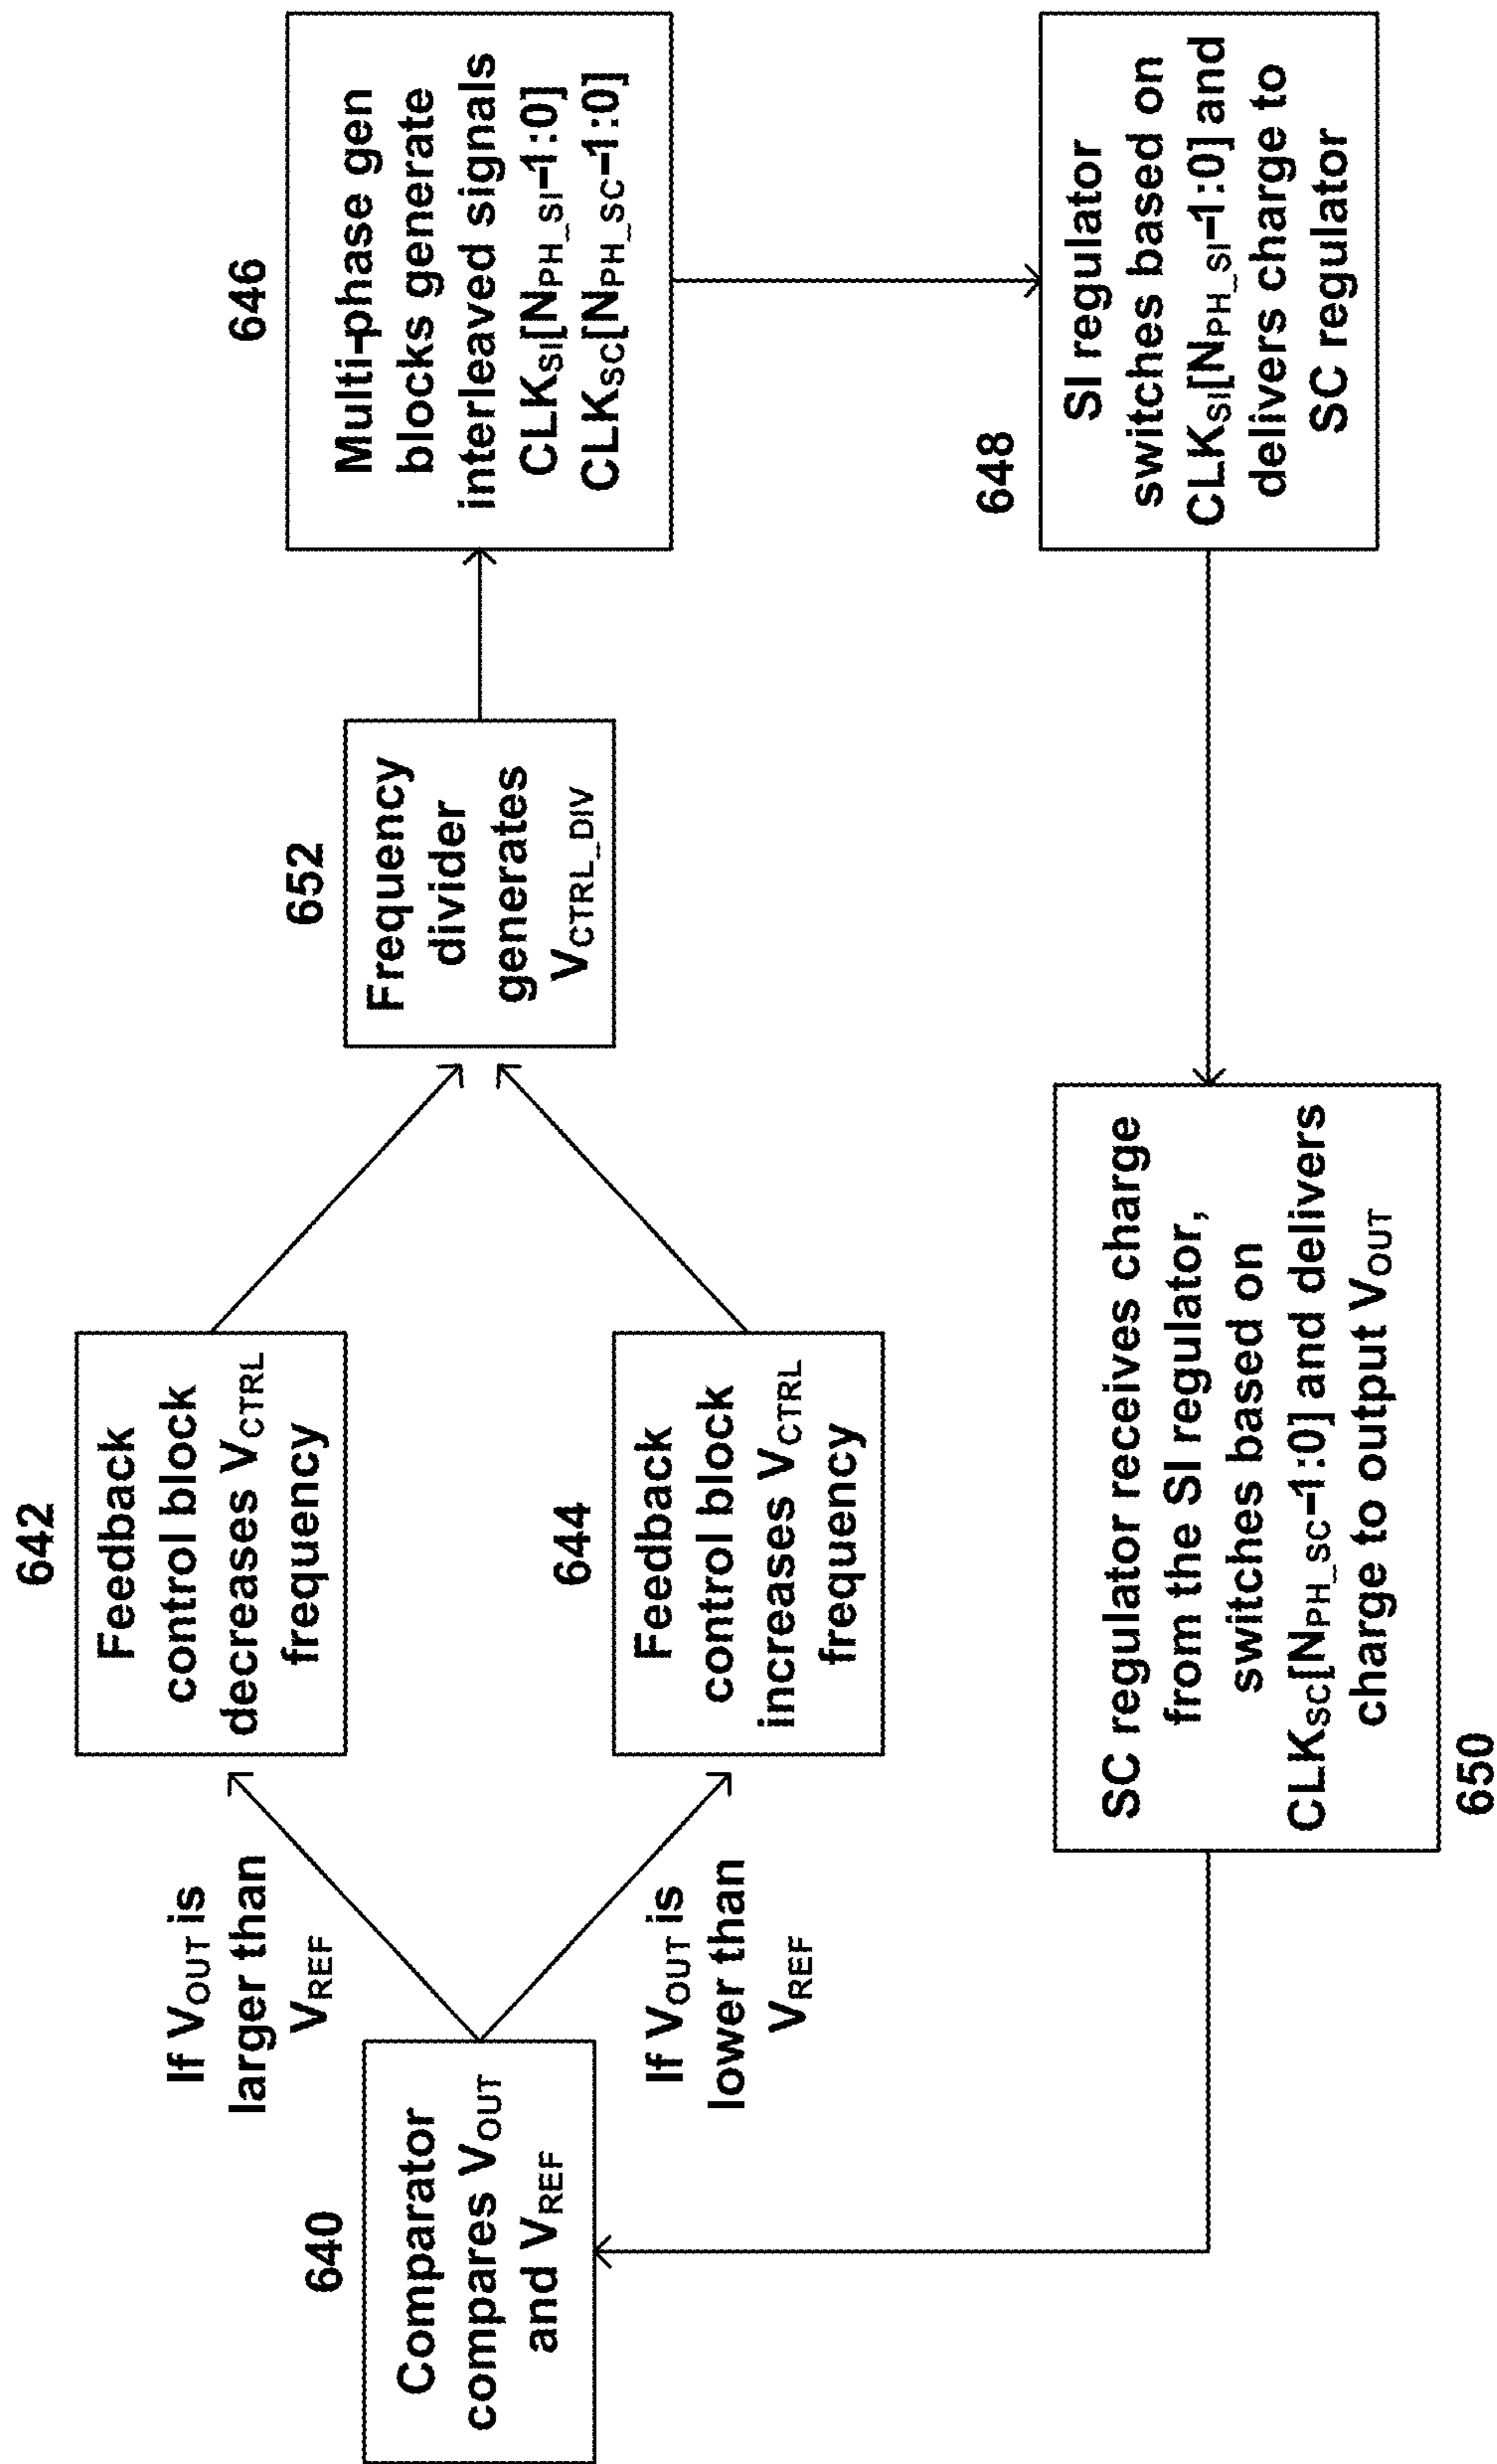 640
Comparator
compares VOUT
and VREF
If VOUT is
larger than
VREF
If VOUT is
lower than
VREF
642
Feedback
control block
decreases VCTRL
frequency
644
Feedback
control block
increases VCTRL
frequency
652
Frequency
divider
generates
VCTRL_DIV
646
Multi-phase gen
blocks generate
interleaved signals
CLKSI[NPH_SI-1:0]
CLKSC[NPH_SC-1:0]
648
SI regulator
switches based on
CLKSI[NPH_SI-1:0] and
delivers charge to
SC regulator
SC regulator receives charge
from the SI regulator,
switches based on
CLKSC[NPH_SC-1:0] and delivers
charge to output VOUT
650